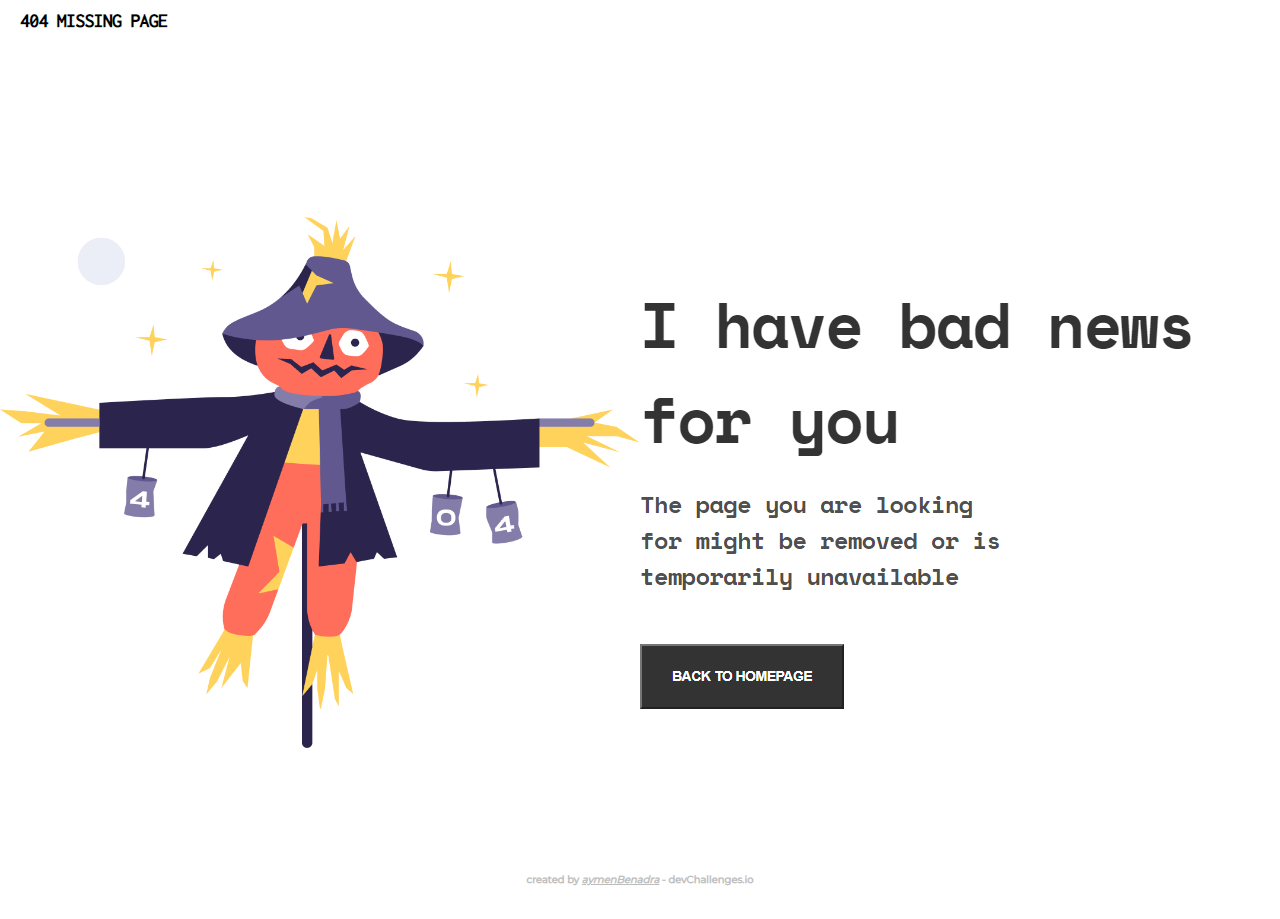 404 MISSING PAGE
I have bad news
for you
The page you are looking
for might be removed or is
temporarily unavailable
4
0
4
BACK TO HOMEPAGE
created by aymenBenadra - devChallenges.io